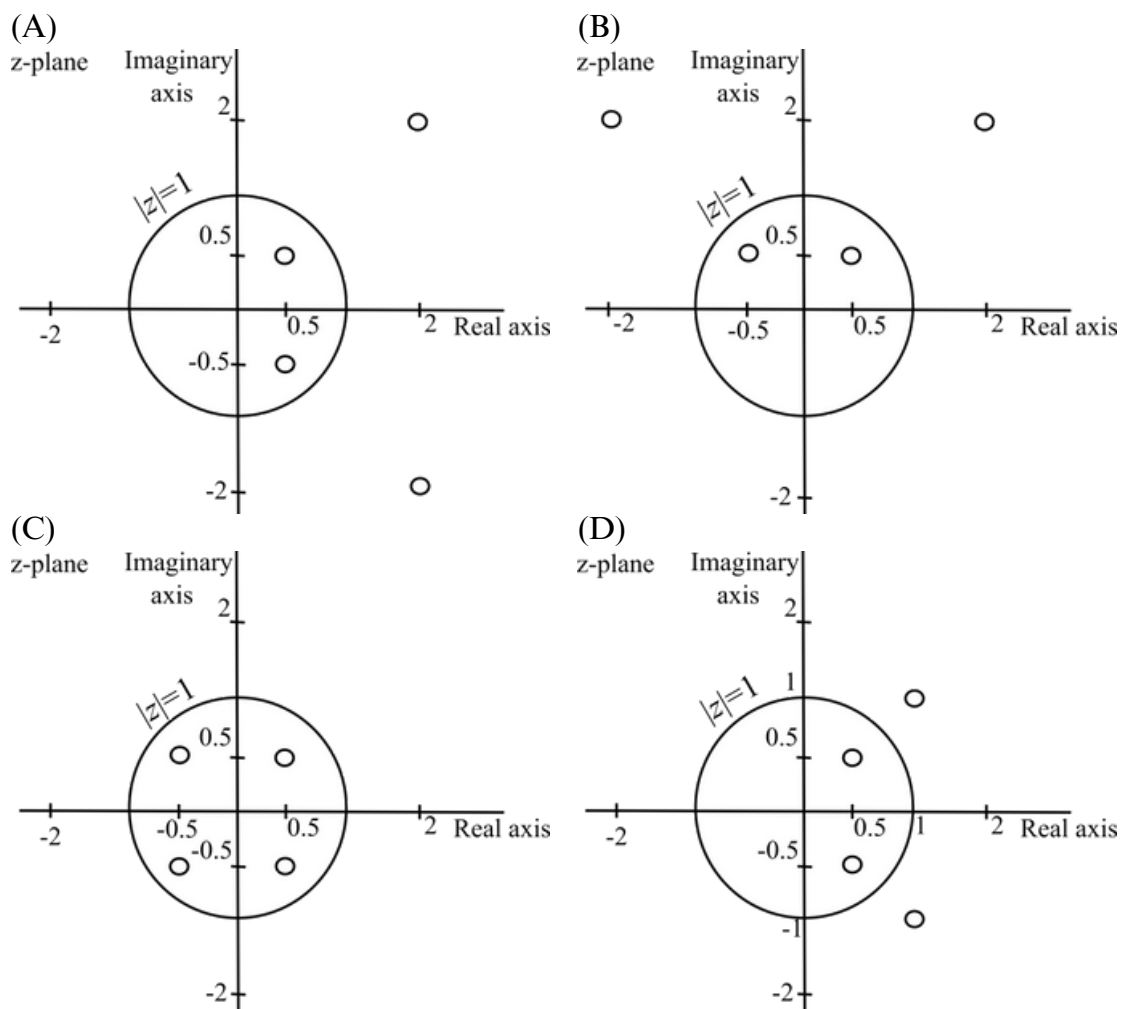 (A)
z-plane Imaginary
axis
2
|z|=1
0.5
-2 0.5 2 Real axis
-0.5
-2
(B)
z-plane Imaginary
axis
2
|z|=1
0.5
-2 -0.5 0.5 2 Real axis
-2
(C)
z-plane Imaginary
axis
2
|z|=1
0.5
-2 -0.5 0.5 2 Real axis
-0.5
-2
(D)
z-plane Imaginary
axis
2
|z|=1 1
0.5
-2 0.5 1 2 Real axis
-0.5
-1
-2